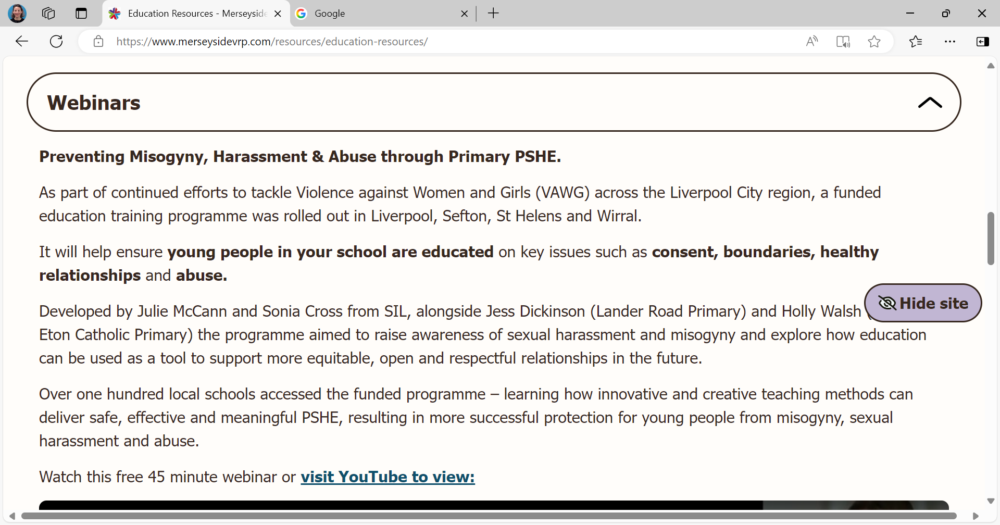 Education Resources - Merseyside
Google
https://www.merseysidevrp.com/resources/education-resources/
Webinars
Preventing Misogyny, Harassment & Abuse through Primary PSHE.
As part of continued efforts to tackle Violence against Women and Girls (VAWG) across the Liverpool City region, a funded
education training programme was rolled out in Liverpool, Sefton, St Helens and Wirral.
It will help ensure young people in your school are educated on key issues such as consent, boundaries, healthy
relationships and abuse.
Hide site
Developed by Julie McCann and Sonia Cross from SIL, alongside Jess Dickinson (Lander Road Primary) and Holly Walsh
Eton Catholic Primary) the programme aimed to raise awareness of sexual harassment and misogyny and explore how education
can be used as a tool to support more equitable, open and respectful relationships in the future.
Over one hundred local schools accessed the funded programme – learning how innovative and creative teaching methods can
deliver safe, effective and meaningful PSHE, resulting in more successful protection for young people from misogyny, sexual
harassment and abuse.
Watch this free 45 minute webinar or visit YouTube to view: